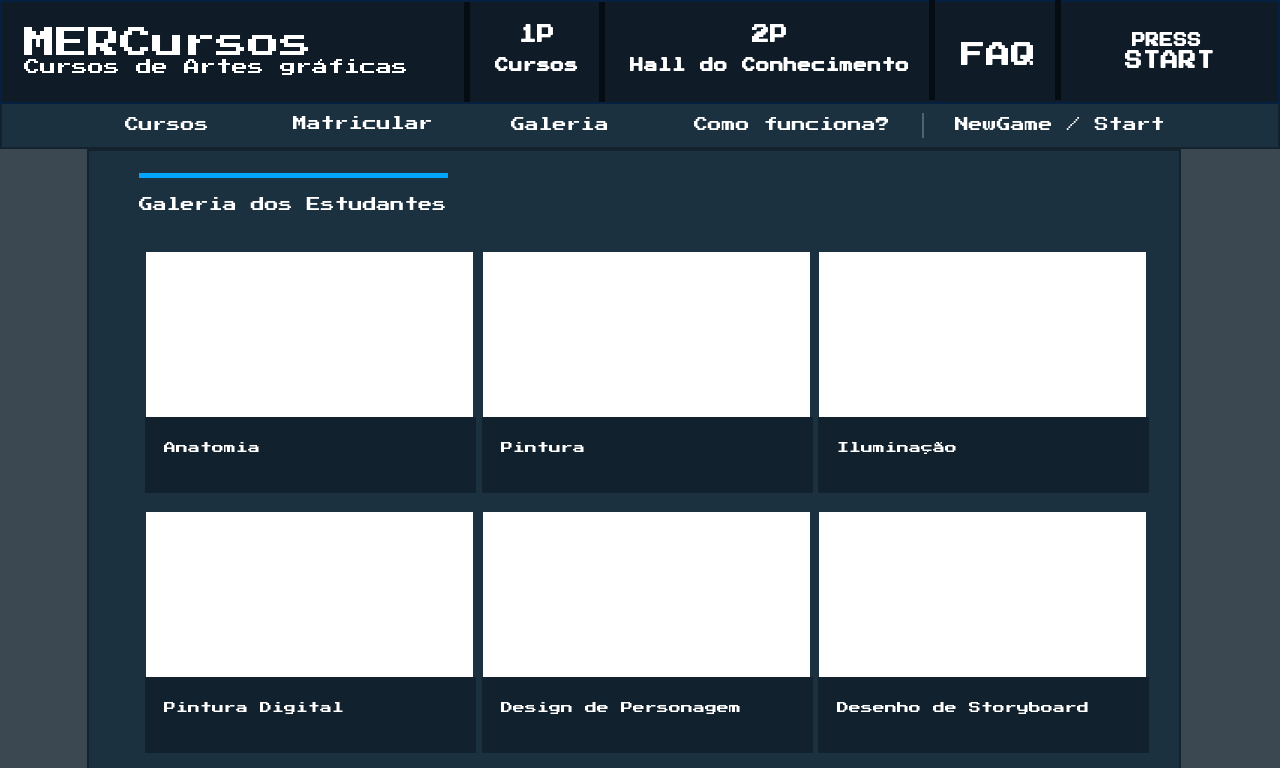 MERCursos
Cursos de Artes gráficas
1P
Cursos
2P
Hall do Conhecimento
FAQ
PRESS
START
Cursos
Matricular
Galeria
Como funciona?
NewGame / Start
Galeria dos Estudantes
Anatomia
Pintura
Iluminação
Pintura Digital
Design de Personagem
Desenho de Storyboard